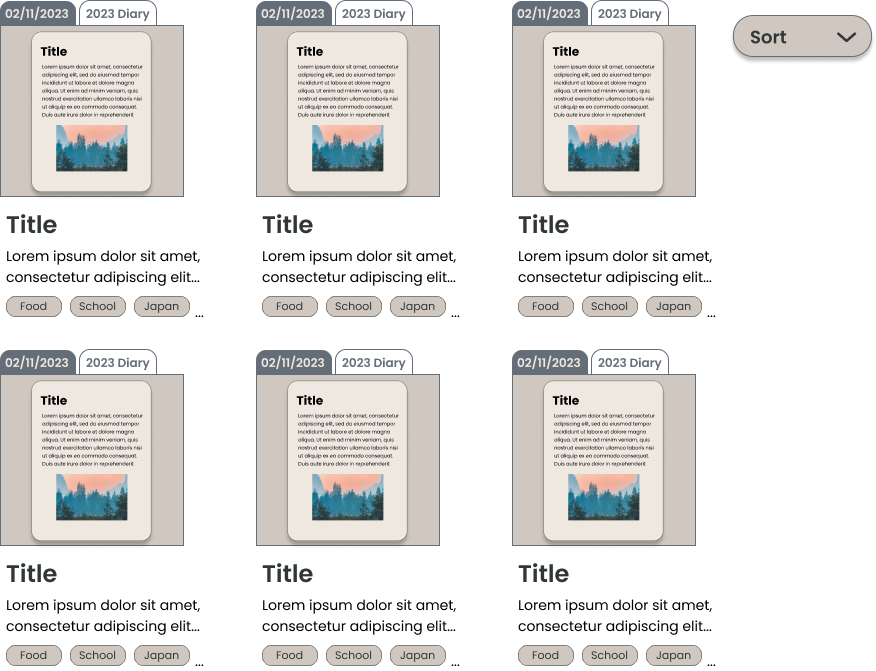 02/11/2023 2023 Diary
Title
Lorem ipsum dolor sit amet, consectetur
adipiscing elit, sed do eiusmod tempor
incididunt ut labore et dolore magna
aliqua. Ut enim ad minim veniam, quis
nostrud exercitation ullamco laboris nisi
ut aliquip ex ea commodo consequat.
Duis aute irure dolor in reprehenderit
Title
Lorem ipsum dolor sit amet,
consectetur adipiscing elit...
Food School Japan ...
02/11/2023 2023 Diary
Title
Lorem ipsum dolor sit amet, consectetur
adipiscing elit, sed do eiusmod tempor
incididunt ut labore et dolore magna
aliqua. Ut enim ad minim veniam, quis
nostrud exercitation ullamco laboris nisi
ut aliquip ex ea commodo consequat.
Duis aute irure dolor in reprehenderit
Title
Lorem ipsum dolor sit amet,
consectetur adipiscing elit...
Food School Japan ...
02/11/2023 2023 Diary
Title
Lorem ipsum dolor sit amet, consectetur
adipiscing elit, sed do eiusmod tempor
incididunt ut labore et dolore magna
aliqua. Ut enim ad minim veniam, quis
nostrud exercitation ullamco laboris nisi
ut aliquip ex ea commodo consequat.
Duis aute irure dolor in reprehenderit
Title
Lorem ipsum dolor sit amet,
consectetur adipiscing elit...
Food School Japan ...
Sort
02/11/2023 2023 Diary
Title
Lorem ipsum dolor sit amet, consectetur
adipiscing elit, sed do eiusmod tempor
incididunt ut labore et dolore magna
aliqua. Ut enim ad minim veniam, quis
nostrud exercitation ullamco laboris nisi
ut aliquip ex ea commodo consequat.
Duis aute irure dolor in reprehenderit
Title
Lorem ipsum dolor sit amet,
consectetur adipiscing elit...
Food School Japan ...
02/11/2023 2023 Diary
Title
Lorem ipsum dolor sit amet, consectetur
adipiscing elit, sed do eiusmod tempor
incididunt ut labore et dolore magna
aliqua. Ut enim ad minim veniam, quis
nostrud exercitation ullamco laboris nisi
ut aliquip ex ea commodo consequat.
Duis aute irure dolor in reprehenderit
Title
Lorem ipsum dolor sit amet,
consectetur adipiscing elit...
Food School Japan ...
02/11/2023 2023 Diary
Title
Lorem ipsum dolor sit amet, consectetur
adipiscing elit, sed do eiusmod tempor
incididunt ut labore et dolore magna
aliqua. Ut enim ad minim veniam, quis
nostrud exercitation ullamco laboris nisi
ut aliquip ex ea commodo consequat.
Duis aute irure dolor in reprehenderit
Title
Lorem ipsum dolor sit amet,
consectetur adipiscing elit...
Food School Japan ...